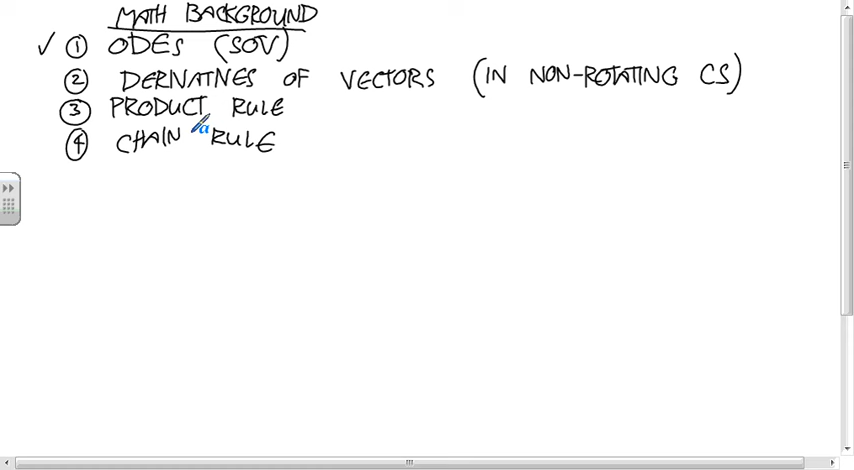 MATH BACKGROUND
✓ ① ODES (SOV)
② DERIVATIVES OF VECTORS (IN NON-ROTATING CS)
③ PRODUCT RULE
④ CHAIN RULE